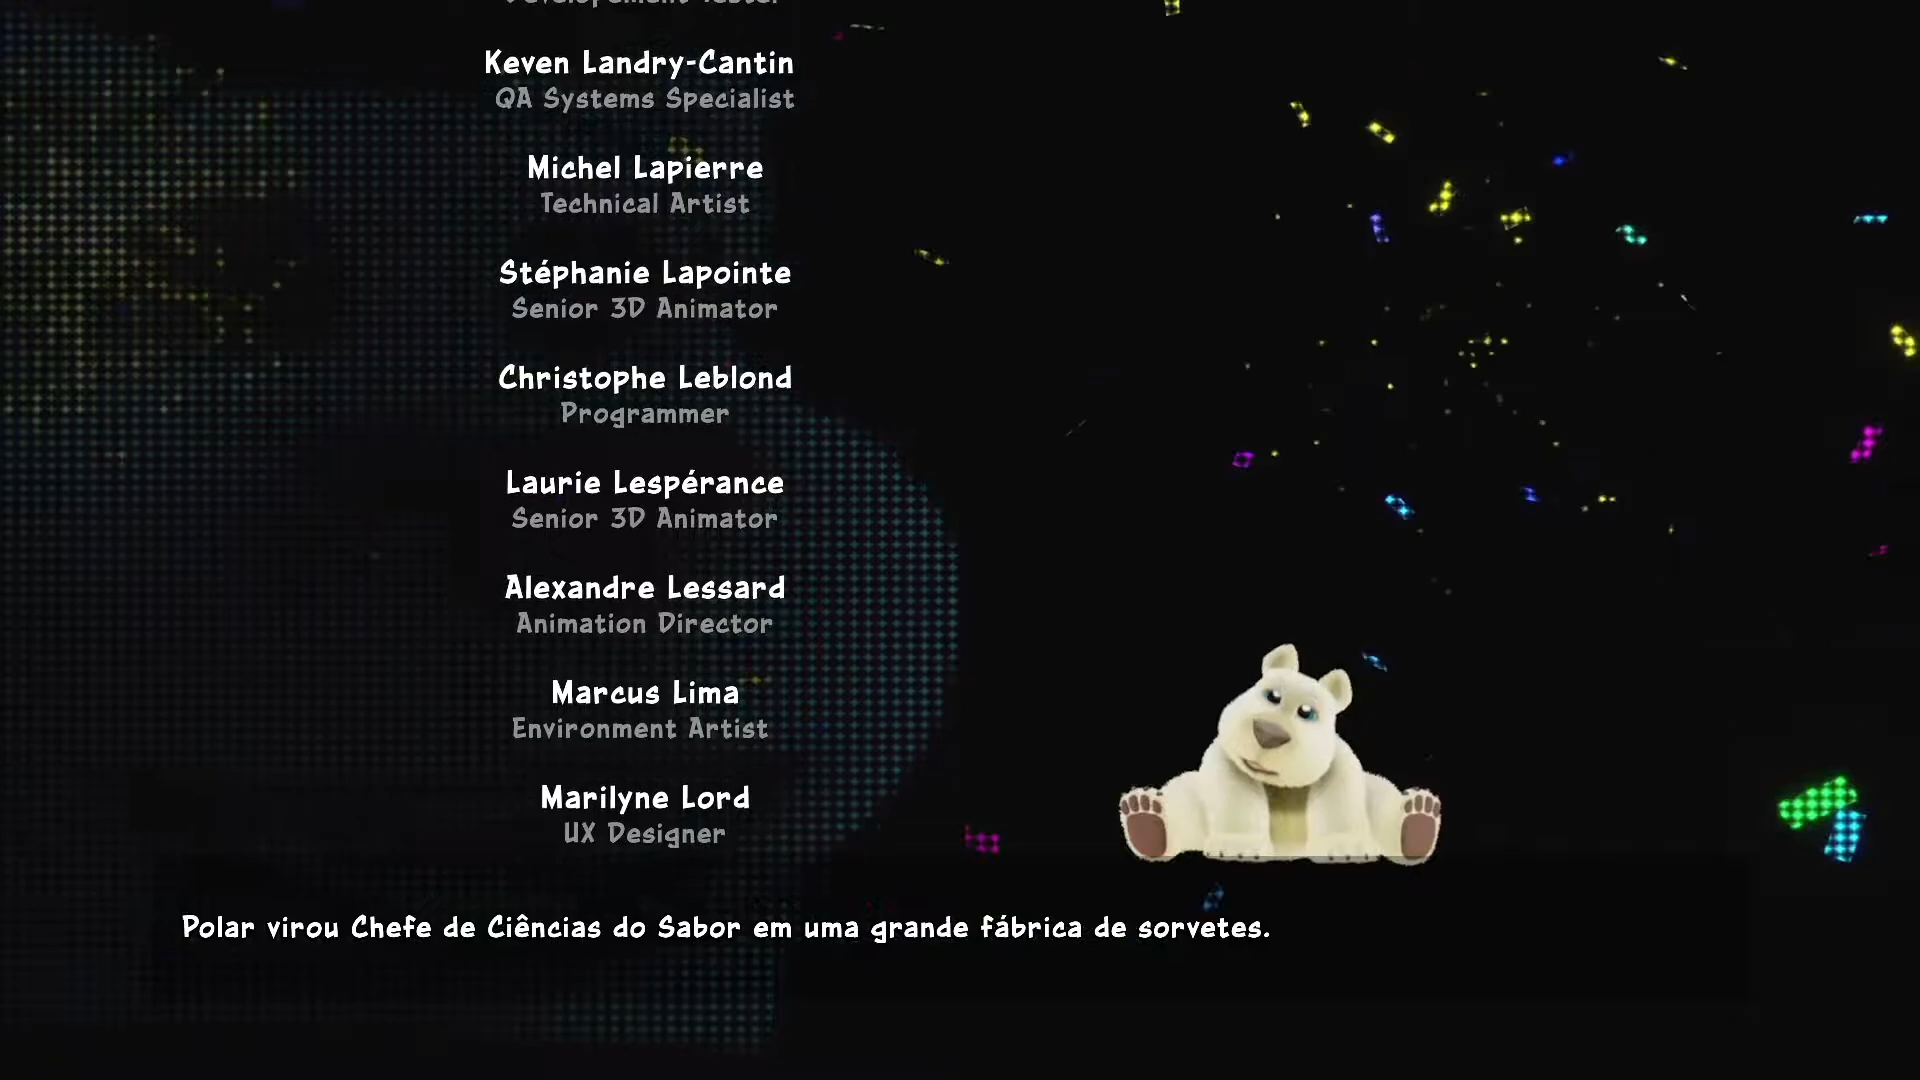 Keven Landry-Cantin
QA Systems Specialist
Michel Lapierre
Technical Artist
Stéphanie Lapointe
Senior 3D Animator
Christophe Leblond
Programmer
Laurie Lespérance
Senior 3D Animator
Alexandre Lessard
Animation Director
Marcus Lima
Environment Artist
Marilyne Lord
UX Designer
Polar virou Chefe de Ciências do Sabor em uma grande fábrica de sorvetes.